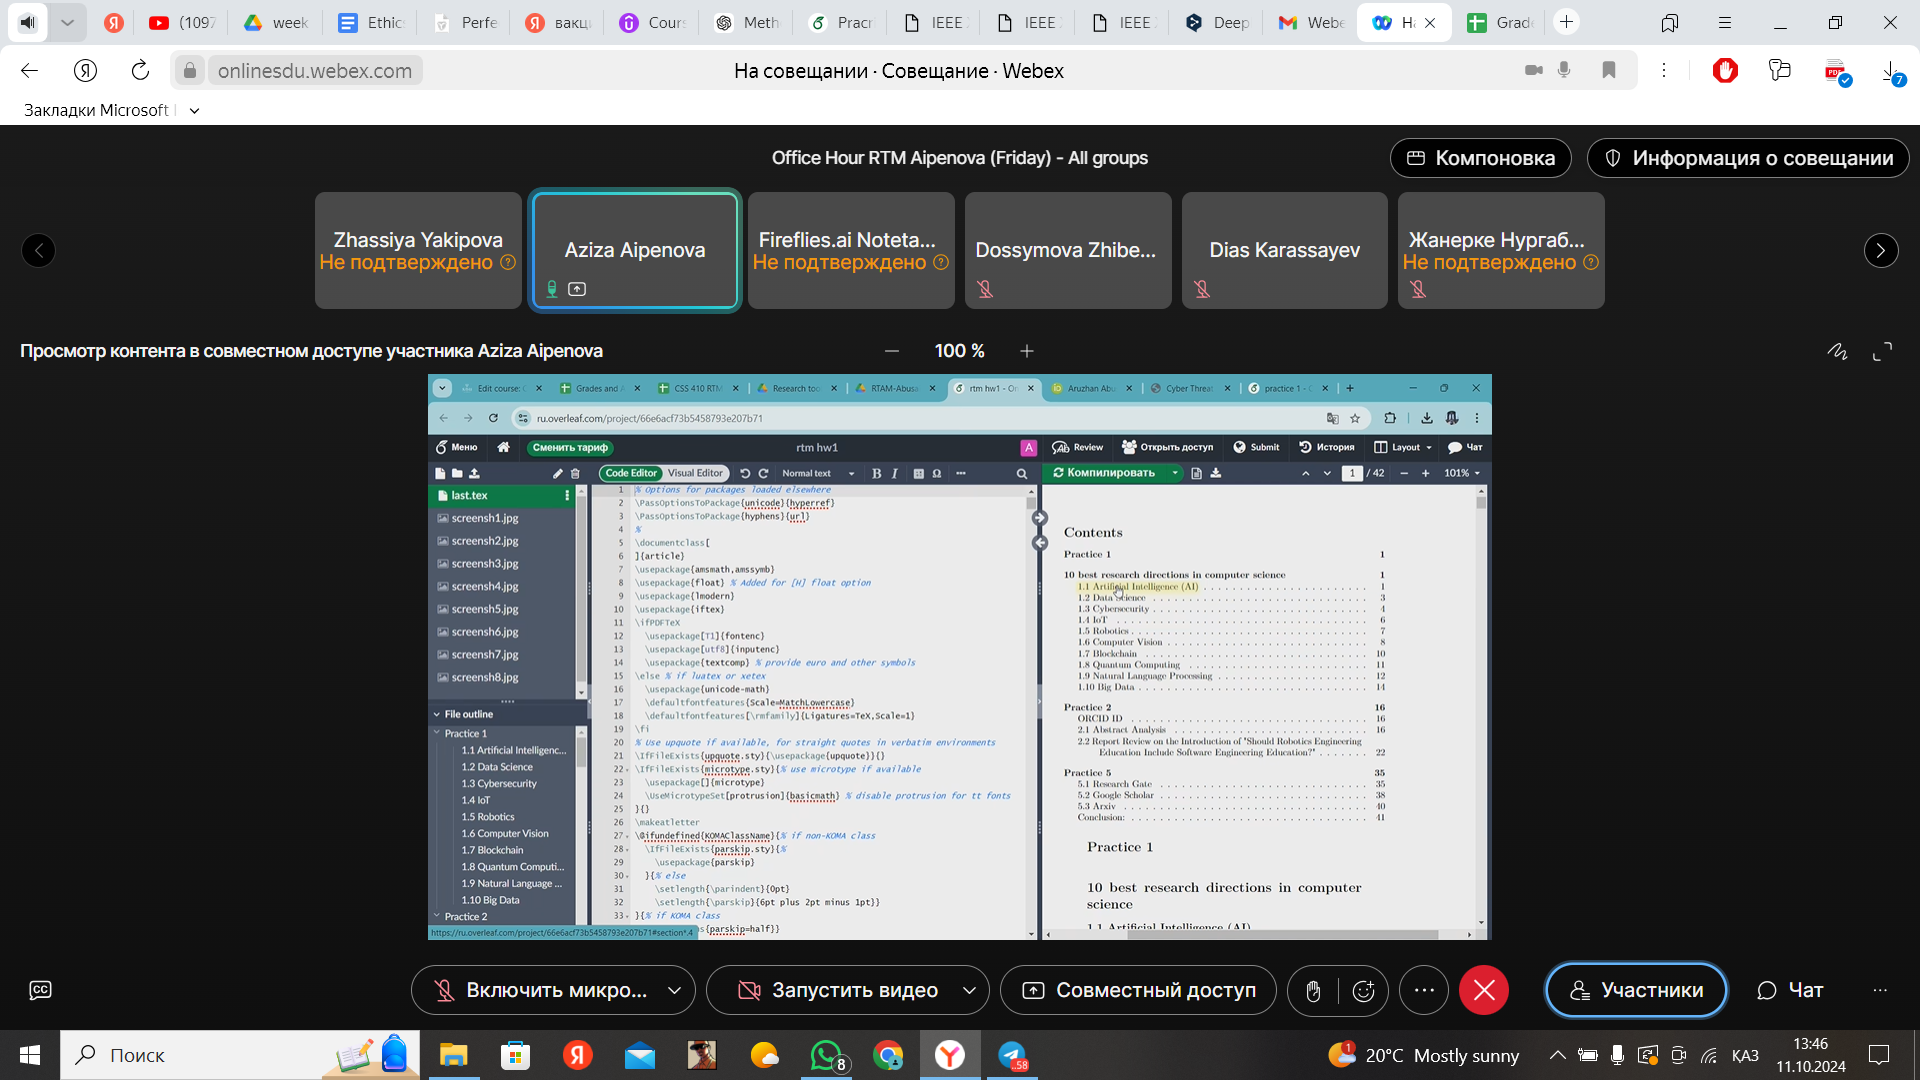 (1097
week
Ethic
Perfe
вакц
Cour
Meth
Pract
IEEE
IEEE
IEEE
Deep
Webe
На
Grade
onlinesdu.webex.com
На совещании · Совещание · Webex
7
Закладки Microsoft
Office Hour RTM Aipenova (Friday) - All groups
Компоновка
Информация о совещании
Zhassiya Yakipova
Не подтверждено
Aziza Aipenova
Fireflies.ai Noteta...
Не подтверждено
Dossymova Zhibe...
Dias Karassayev
Жанерке Нургаб...
Не подтверждено
Просмотр контента в совместном доступе участника Aziza Aipenova
100 %
Edit course:
Grades and A
CSS 410 RTM
Research too
RTAM-Abusa
rtm hw1 - On
Aruzhan Abu
Cyber Threat
practice 1 - O
ru.overleaf.com/project/66e6acf73b5458793e207b71
Меню
Сменить тариф
rtm hw1
A
Review
Открыть доступ
Submit
История
Layout
Чат
Code Editor
Visual Editor
Normal text
B I Ω
Компилировать
1 / 42
101%
last.tex
screensh1.jpg
screensh2.jpg
screensh3.jpg
screensh4.jpg
screensh5.jpg
screensh6.jpg
screensh7.jpg
screensh8.jpg
File outline
Practice 1
1.1 Artificial Intelligenc...
1.2 Data Science
1.3 Cybersecurity
1.4 IoT
1.5 Robotics
1.6 Computer Vision
1.7 Blockchain
1.8 Quantum Computi...
1.9 Natural Language ...
1.10 Big Data
Practice 2
https://ru.overleaf.com/project/66e6acf73b5458793e207b71#section*.4
1 % Options for packages loaded elsewhere
2 \PassOptionsToPackage{unicode}{hyperref}
3 \PassOptionsToPackage{hyphens}{url}
4 %
5 \documentclass[
6 ]{article}
7 \usepackage{amsmath,amssymb}
8 \usepackage{float} % Added for [H] float option
9 \usepackage{lmodern}
10 \usepackage{iftex}
11 \ifPDFTeX
12 \usepackage[T1]{fontenc}
13 \usepackage[utf8]{inputenc}
14 \usepackage{textcomp} % provide euro and other symbols
15 \else % if luatex or xetex
16 \usepackage{unicode-math}
17 \defaultfontfeatures{Scale=MatchLowercase}
18 \defaultfontfeatures[\rmfamily]{Ligatures=TeX,Scale=1}
19 \fi
20 % Use upquote if available, for straight quotes in verbatim environments
21 \IfFileExists{upquote.sty}{\usepackage{upquote}}{}
22 \IfFileExists{microtype.sty}{% use microtype if available
23 \usepackage[]{microtype}
24 \UseMicrotypeSet[protrusion]{basicmath} % disable protrusion for tt fonts
25 }{}
26 \makeatletter
27 \@ifundefined{KOMAClassName}{% if non-KOMA class
28 \IfFileExists{parskip.sty}{%
29 \usepackage{parskip}
30 }{% else
31 \setlength{\parindent}{0pt}
32 \setlength{\parskip}{6pt plus 2pt minus 1pt}}
33 }{% if KOMA class
s{parskip=half}}
Contents
Practice 1 1
10 best research directions in computer science 1
1.1 Artificial Intelligence (AI) 1
1.2 Data Science 3
1.3 Cybersecurity 4
1.4 IoT 6
1.5 Robotics 7
1.6 Computer Vision 8
1.7 Blockchain 10
1.8 Quantum Computing 11
1.9 Natural Language Processing 12
1.10 Big Data 14
Practice 2 16
ORCID ID 16
2.1 Abstract Analysis 16
2.2 Report Review on the Introduction of "Should Robotics Engineering
Education Include Software Engineering Education?" 22
Practice 5 35
5.1 Research Gate 35
5.2 Google Scholar 38
5.3 Arxiv 40
Conclusion: 41
Practice 1
10 best research directions in computer
science
1.1 Artificial Intelligence (AI)
Включить микро...
Запустить видео
Совместный доступ
Участники
Чат
Поиск
8
..58
1
20°C Mostly sunny
ҚАЗ
13:46
11.10.2024